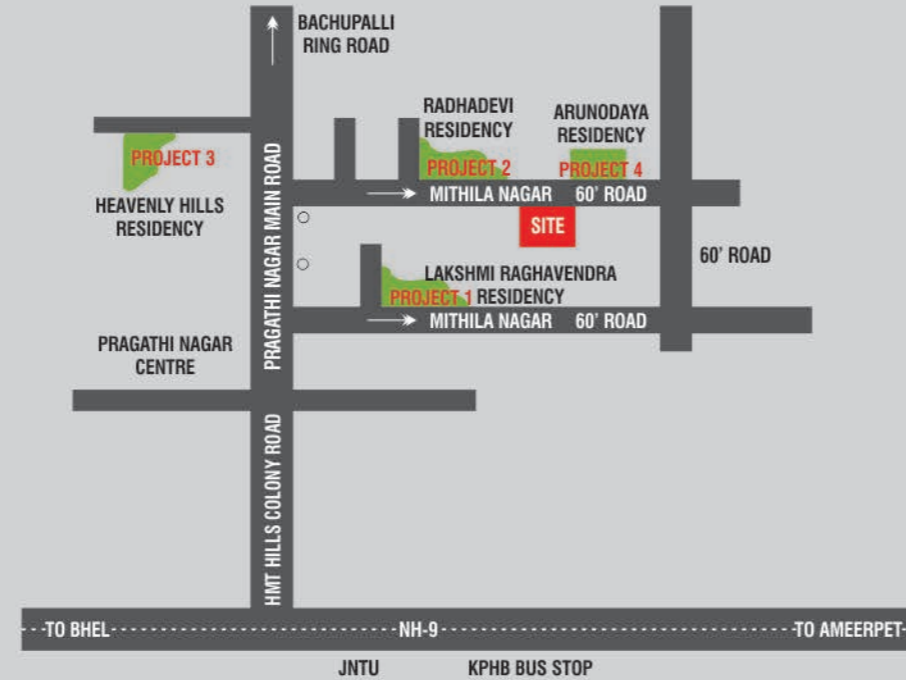 BACHUPALLI
RING ROAD
RADHADEVI
RESIDENCY
ARUNODAYA
RESIDENCY
PROJECT 3
PROJECT 2
PROJECT 4
MITHILA NAGAR 60' ROAD
HEAVENLY HILLS
RESIDENCY
SITE
PRAGATHI NAGAR MAIN ROAD
60' ROAD
LAKSHMI RAGHAVENDRA
PROJECT 1 RESIDENCY
MITHILA NAGAR 60' ROAD
PRAGATHI NAGAR
CENTRE
HMT HILLS COLONY ROAD
TO BHEL NH-9 TO AMEERPET
JNTU KPHB BUS STOP